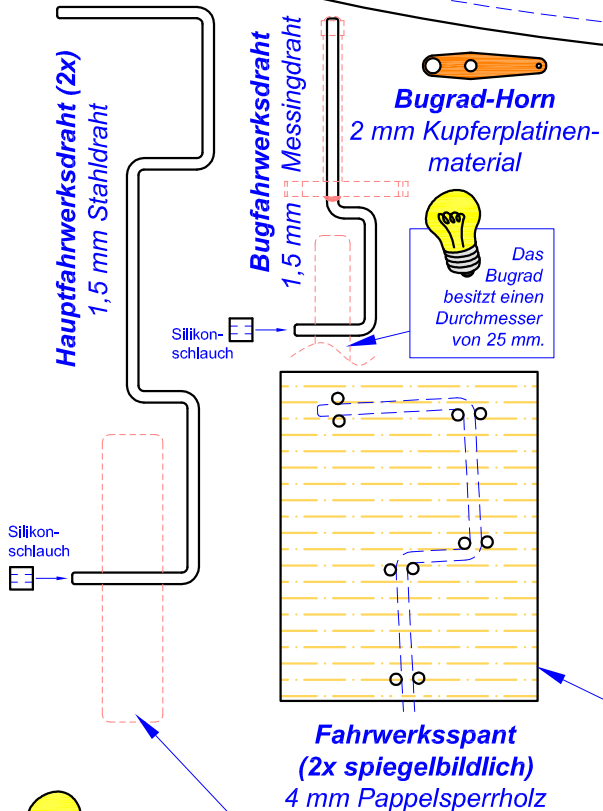 Hauptfahrwerksdraht (2x)
1,5 mm Stahldraht
Bugfahrwerksdraht
1,5 mm Messingdraht
Bugrad-Horn
2 mm Kupferplatinen-
material
Das
Bugrad
besitzt einen
Durchmesser
von 25 mm.
Silikon-
schlauch
Silikon-
schlauch
Fahrwerksspant
(2x spiegelbildlich)
4 mm Pappelsperrholz